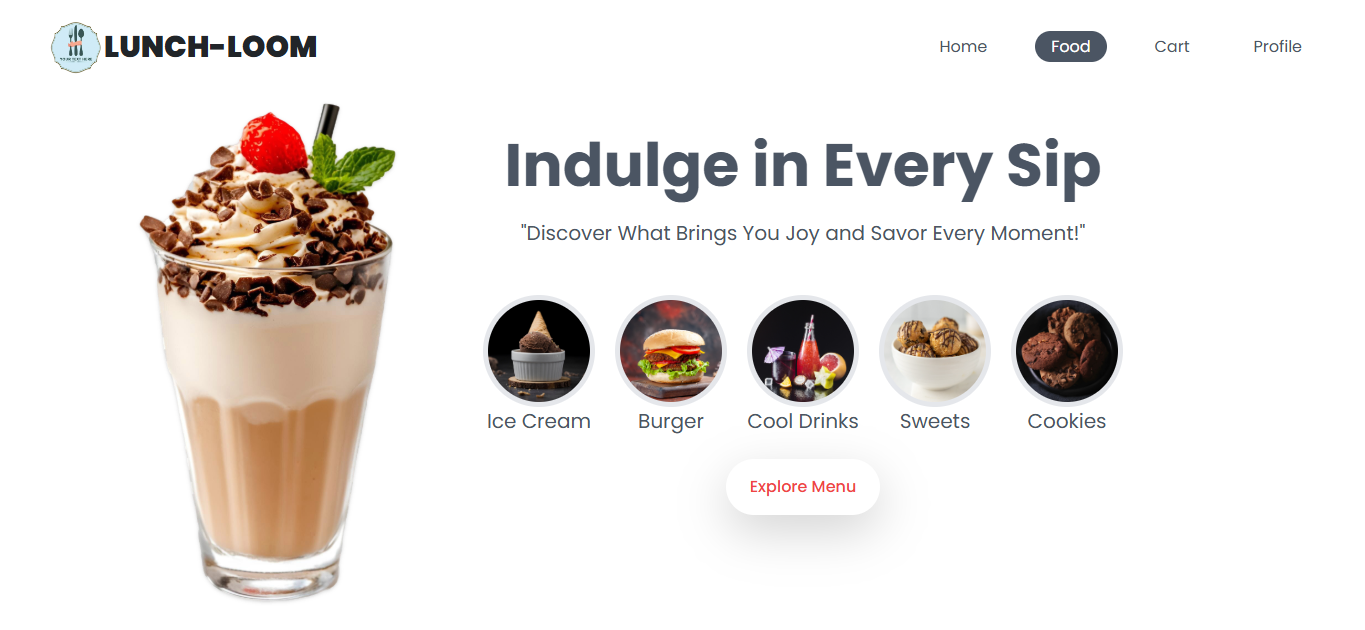 LUNCH-LOOM
Home Food Cart Profile
Indulge in Every Sip
"Discover What Brings You Joy and Savor Every Moment!"
Ice Cream Burger Cool Drinks Sweets Cookies
Explore Menu